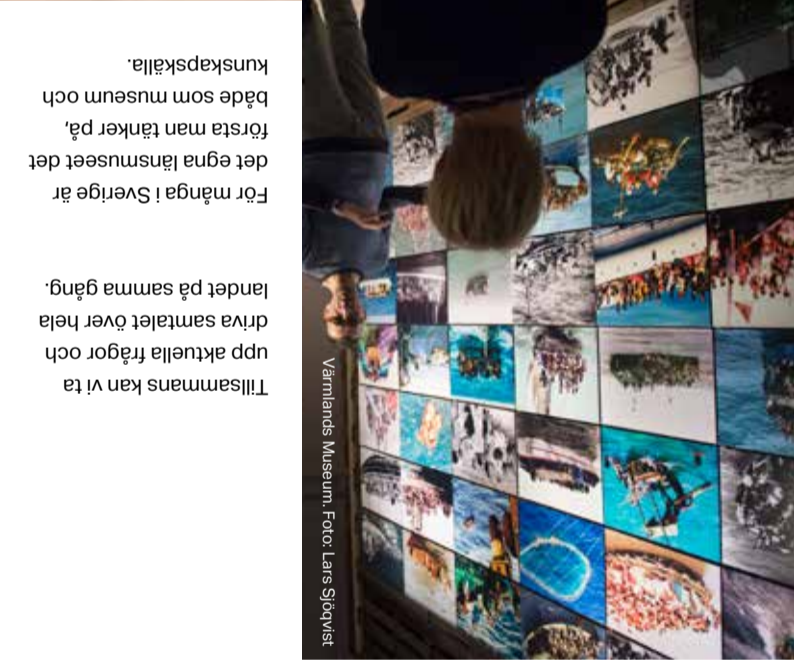 Tillsammans kan vi ta
upp aktuella frågor och
driva samtalet över hela
landet på samma gång.
För många i Sverige är
det egna länsmuseet det
första man tänker på,
både som museum och
kunskapskälla.
Värmlands Museum. Foto: Lars Sjöqvist